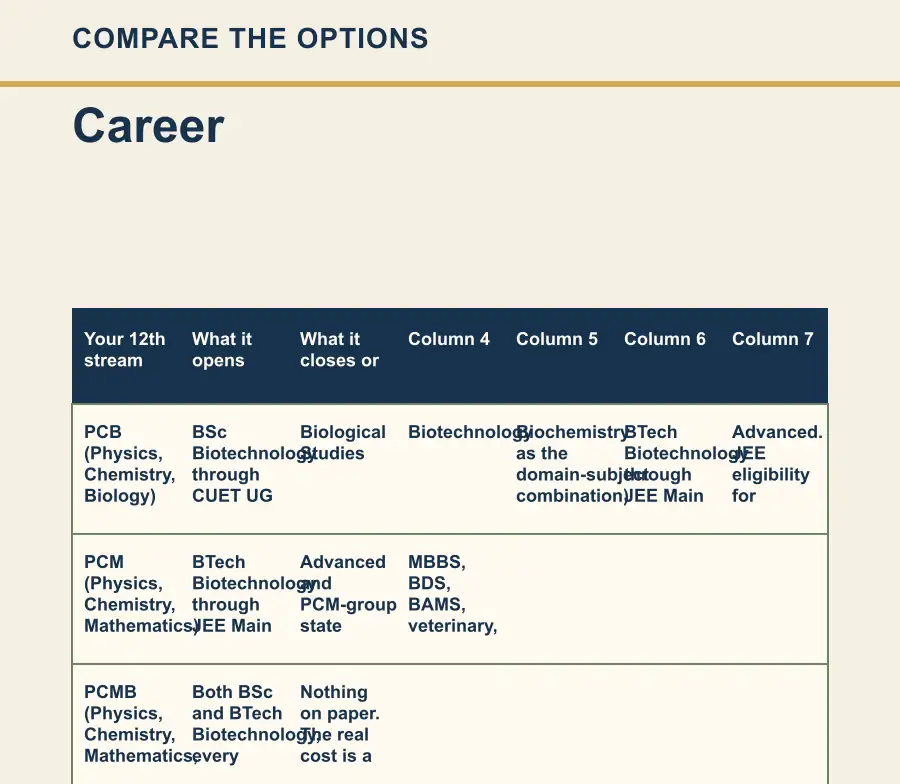 COMPARE THE OPTIONS
Career
Your 12th
stream
What it
opens
What it
closes or
Column 4
Column 5
Column 6
Column 7
PCB
(Physics,
Chemistry,
Biology)
BSc
Biotechnology
through
CUET UG
Biological
Studies
Biotechnology
Biochemistry
as the
domain-subject
combination)
BTech
Biotechnology
through
JEE Main
Advanced.
JEE
eligibility
for
PCM
(Physics,
Chemistry,
Mathematics)
BTech
Biotechnology
through
JEE Main
Advanced
and
PCM-group
state
MBBS,
BDS,
BAMS,
veterinary,
PCMB
(Physics,
Chemistry,
Mathematics,
Both BSc
and BTech
Biotechnology,
every
Nothing
on paper.
The real
cost is a